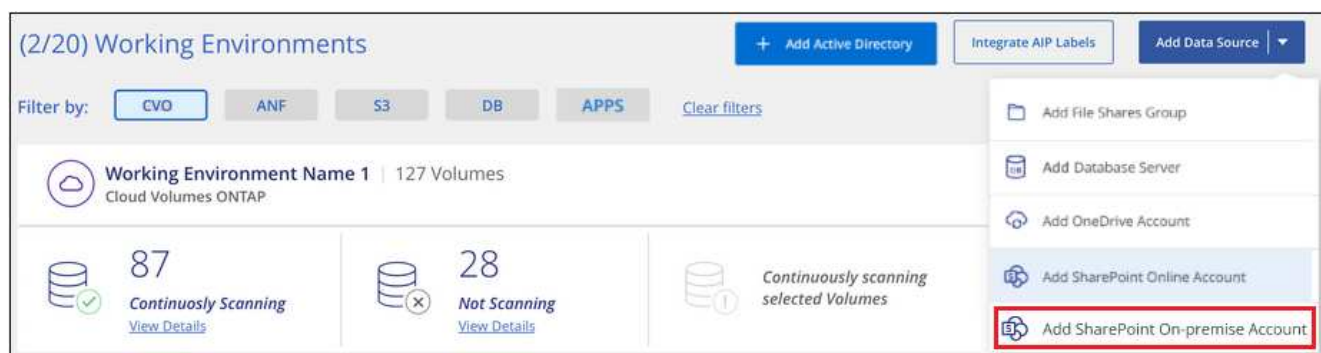 (2/20) Working Environments
+ Add Active Directory
Integrate AIP Labels
Add Data Source
Filter by:
CVO
ANF
S3
DB
APPS
Clear filters
Add File Shares Group
Working Environment Name 1 | 127 Volumes
Cloud Volumes ONTAP
Add Database Server
Add OneDrive Account
87
Continuosly Scanning
View Details
28
Not Scanning
View Details
Continuously scanning
selected Volumes
Add SharePoint Online Account
Add SharePoint On-premise Account